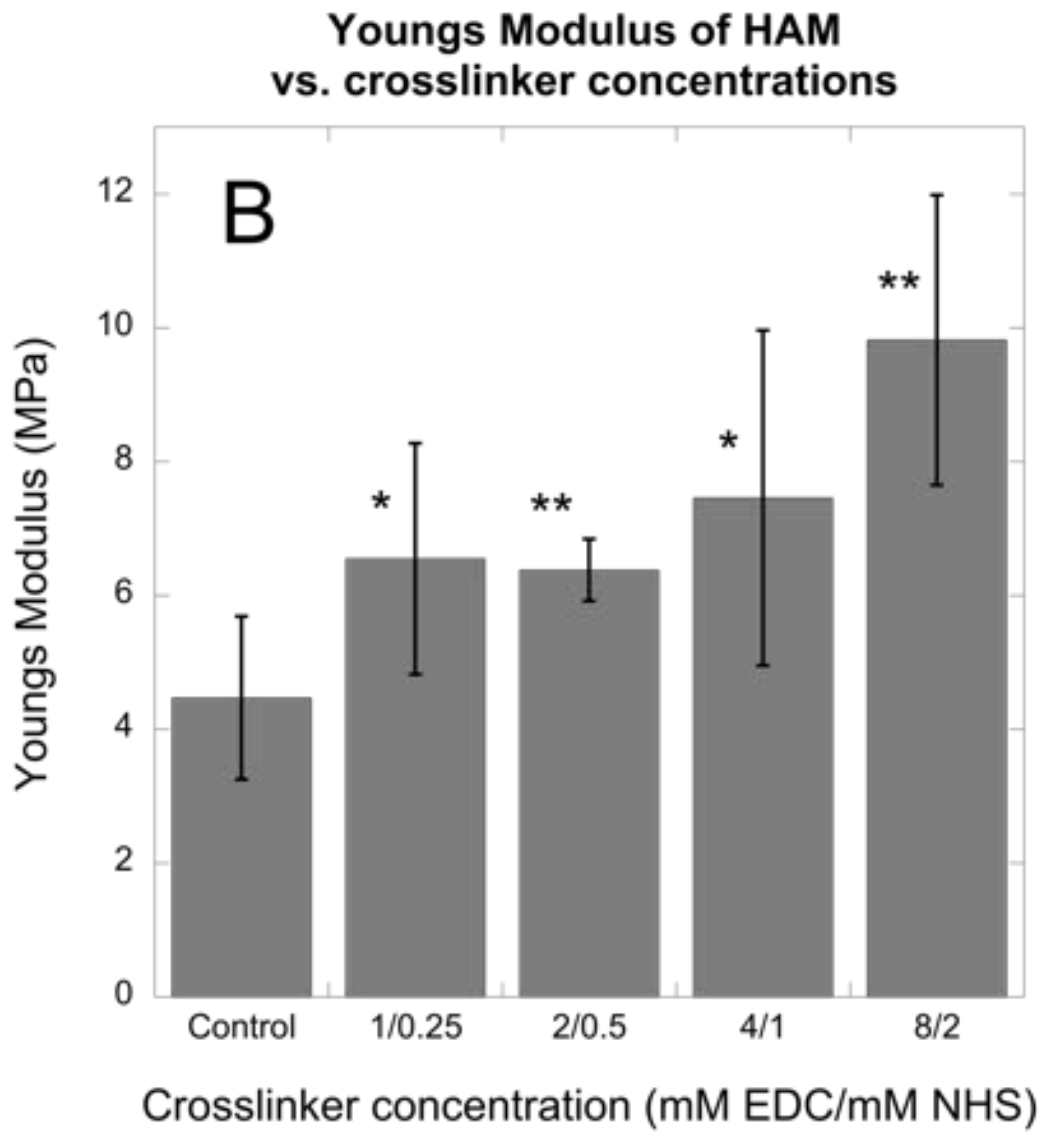 Youngs Modulus of HAM
vs. crosslinker concentrations
B
Youngs Modulus (MPa)
12
10
8
6
4
2
0
**
*
*
**
Control 1/0.25 2/0.5 4/1 8/2
Crosslinker concentration (mM EDC/mM NHS)